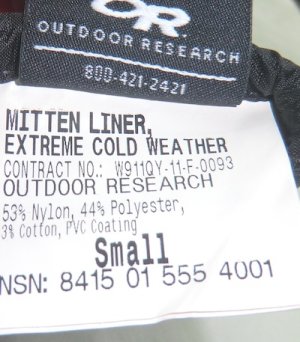 OR
OUTDOOR RESEARCH
800-421-2421
MITTEN LINER,
EXTREME COLD WEATHER
CONTRACT NO.: W911QY-11-F-0093
OUTDOOR RESEARCH
53% Nylon, 44% Polyester,
3% Cotton, PVC Coating
Small
NSN: 8415 01 555 4001